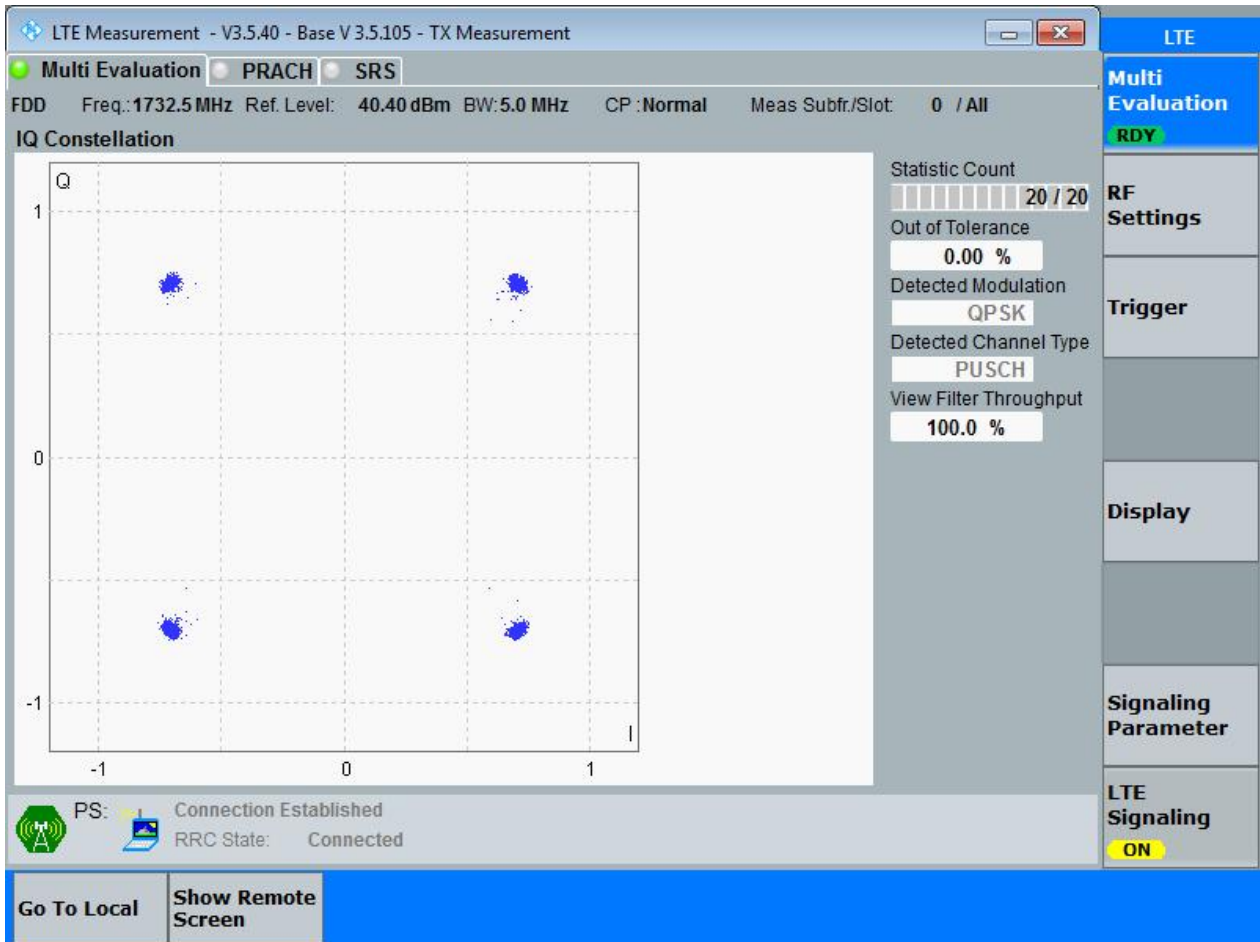 LTE Measurement - V3.5.40 - Base V 3.5.105 - TX Measurement
Multi Evaluation PRACH SRS
FDD Freq.: 1732.5 MHz Ref. Level: 40.40 dBm BW: 5.0 MHz CP : Normal Meas Subfr./Slot: 0 / All
IQ Constellation
Q
1
0
-1
I
-1 0 1
Statistic Count
20 / 20
Out of Tolerance
0.00 %
Detected Modulation
QPSK
Detected Channel Type
PUSCH
View Filter Throughput
100.0 %
PS: Connection Established
RRC State: Connected
LTE
Multi
Evaluation
RDY
RF
Settings
Trigger
Display
Signaling
Parameter
LTE
Signaling
ON
Go To Local
Show Remote
Screen